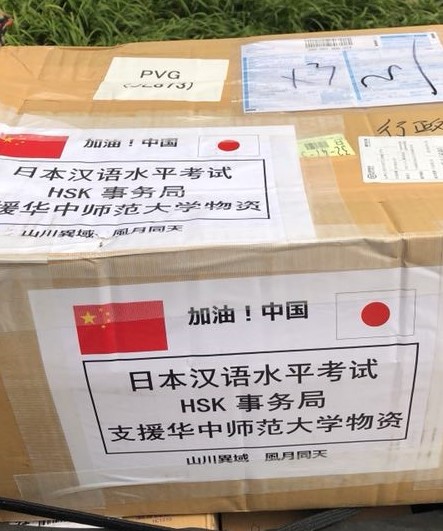 PVG
行政
加油！中国
日本汉语水平考试
HSK 事务局
援华中师范大学物资
山川異域、風月同天
加油！中国
日本汉语水平考试
HSK 事务局
支援华中师范大学物资
山川異域 風月同天